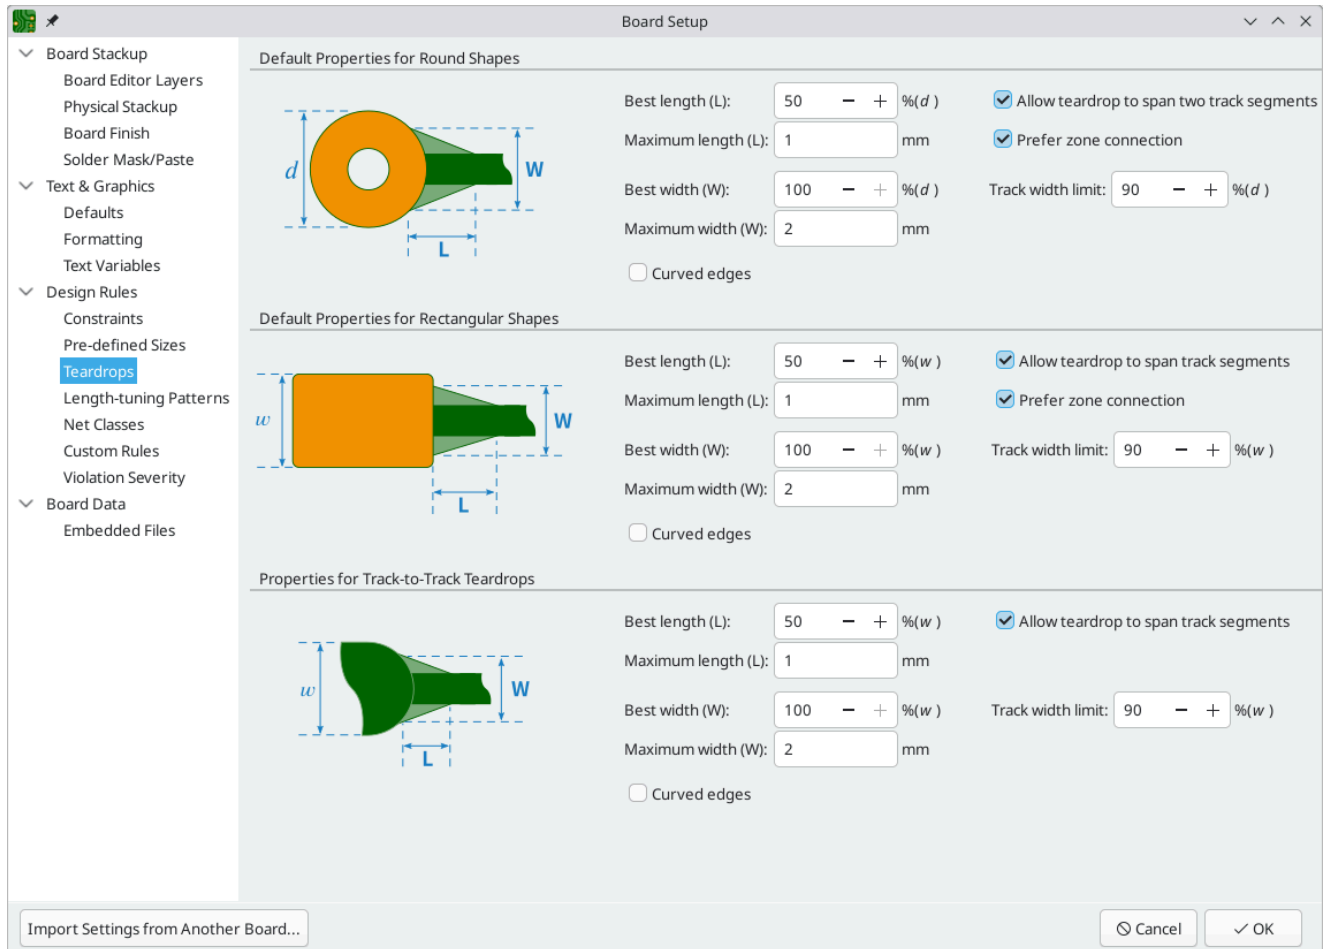 Board Setup
Board Stackup
Board Editor Layers
Physical Stackup
Board Finish
Solder Mask/Paste
Text & Graphics
Defaults
Formatting
Text Variables
Design Rules
Constraints
Pre-defined Sizes
Teardrops
Length-tuning Patterns
Net Classes
Custom Rules
Violation Severity
Board Data
Embedded Files
Default Properties for Round Shapes
d
W
L
Best length (L): 50 − + %(d )
Allow teardrop to span two track segments
Maximum length (L): 1 mm
Prefer zone connection
Best width (W): 100 − + %(d )
Track width limit: 90 − + %(d )
Maximum width (W): 2 mm
Curved edges
Default Properties for Rectangular Shapes
w
W
L
Best length (L): 50 − + %(w )
Allow teardrop to span track segments
Maximum length (L): 1 mm
Prefer zone connection
Best width (W): 100 − + %(w )
Track width limit: 90 − + %(w )
Maximum width (W): 2 mm
Curved edges
Properties for Track-to-Track Teardrops
w
W
L
Best length (L): 50 − + %(w )
Allow teardrop to span track segments
Maximum length (L): 1 mm
Best width (W): 100 − + %(w )
Track width limit: 90 − + %(w )
Maximum width (W): 2 mm
Curved edges
Import Settings from Another Board...
Cancel
OK